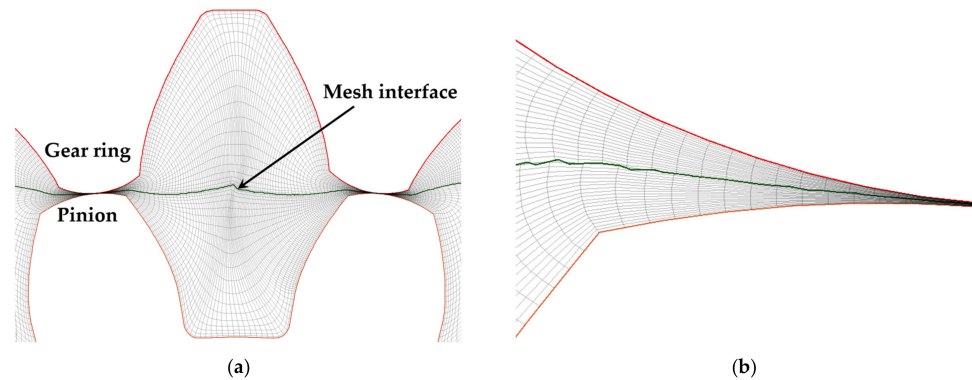 Mesh interface
Gear ring
Pinion
(a)
(b)